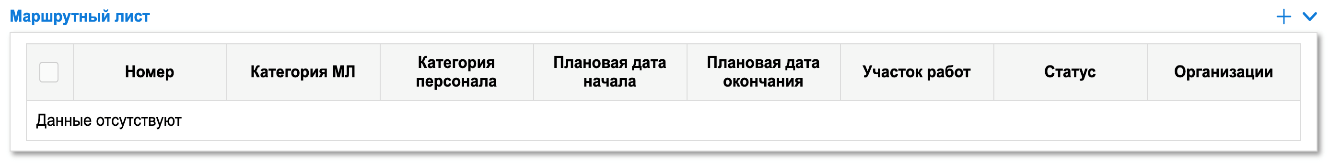 Маршрутный лист
Номер
Категория МЛ
Категория
персонала
Плановая дата
начала
Плановая дата
окончания
Участок работ
Статус
Организации
Данные отсутствуют